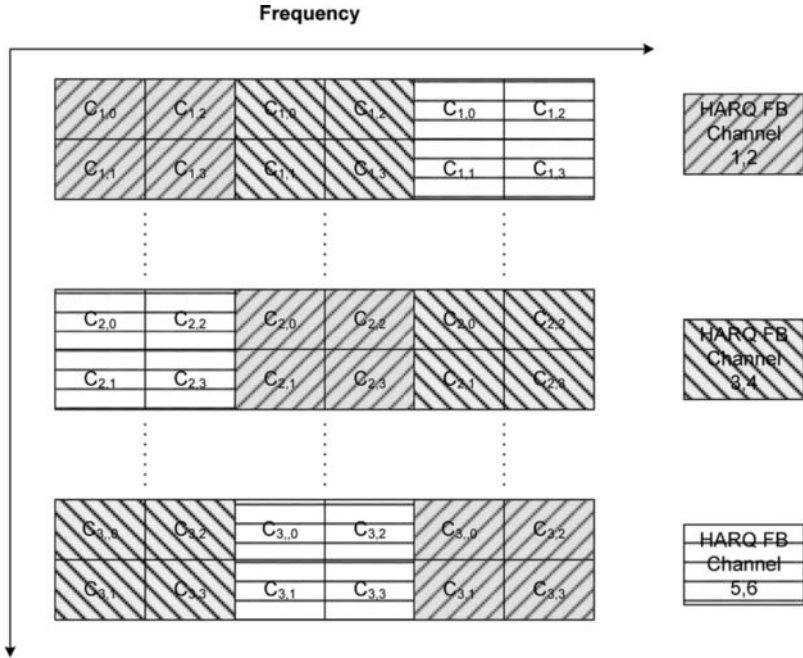 Frequency
C1,0 C1,2 C1,0 C1,2 C1,0 C1,2
C1,1 C1,3 C1,1 C1,3 C1,1 C1,3
HARQ FB
Channel
1,2
C2,0 C2,2 C2,0 C2,2 C2,0 C2,2
C2,1 C2,3 C2,1 C2,3 C2,1 C2,3
HARQ FB
Channel
3,4
C3,,0 C3,2 C3,,0 C3,2 C3,,0 C3,2
C3,1 C3,3 C3,1 C3,3 C3,1 C3,3
HARQ FB
Channel
5,6